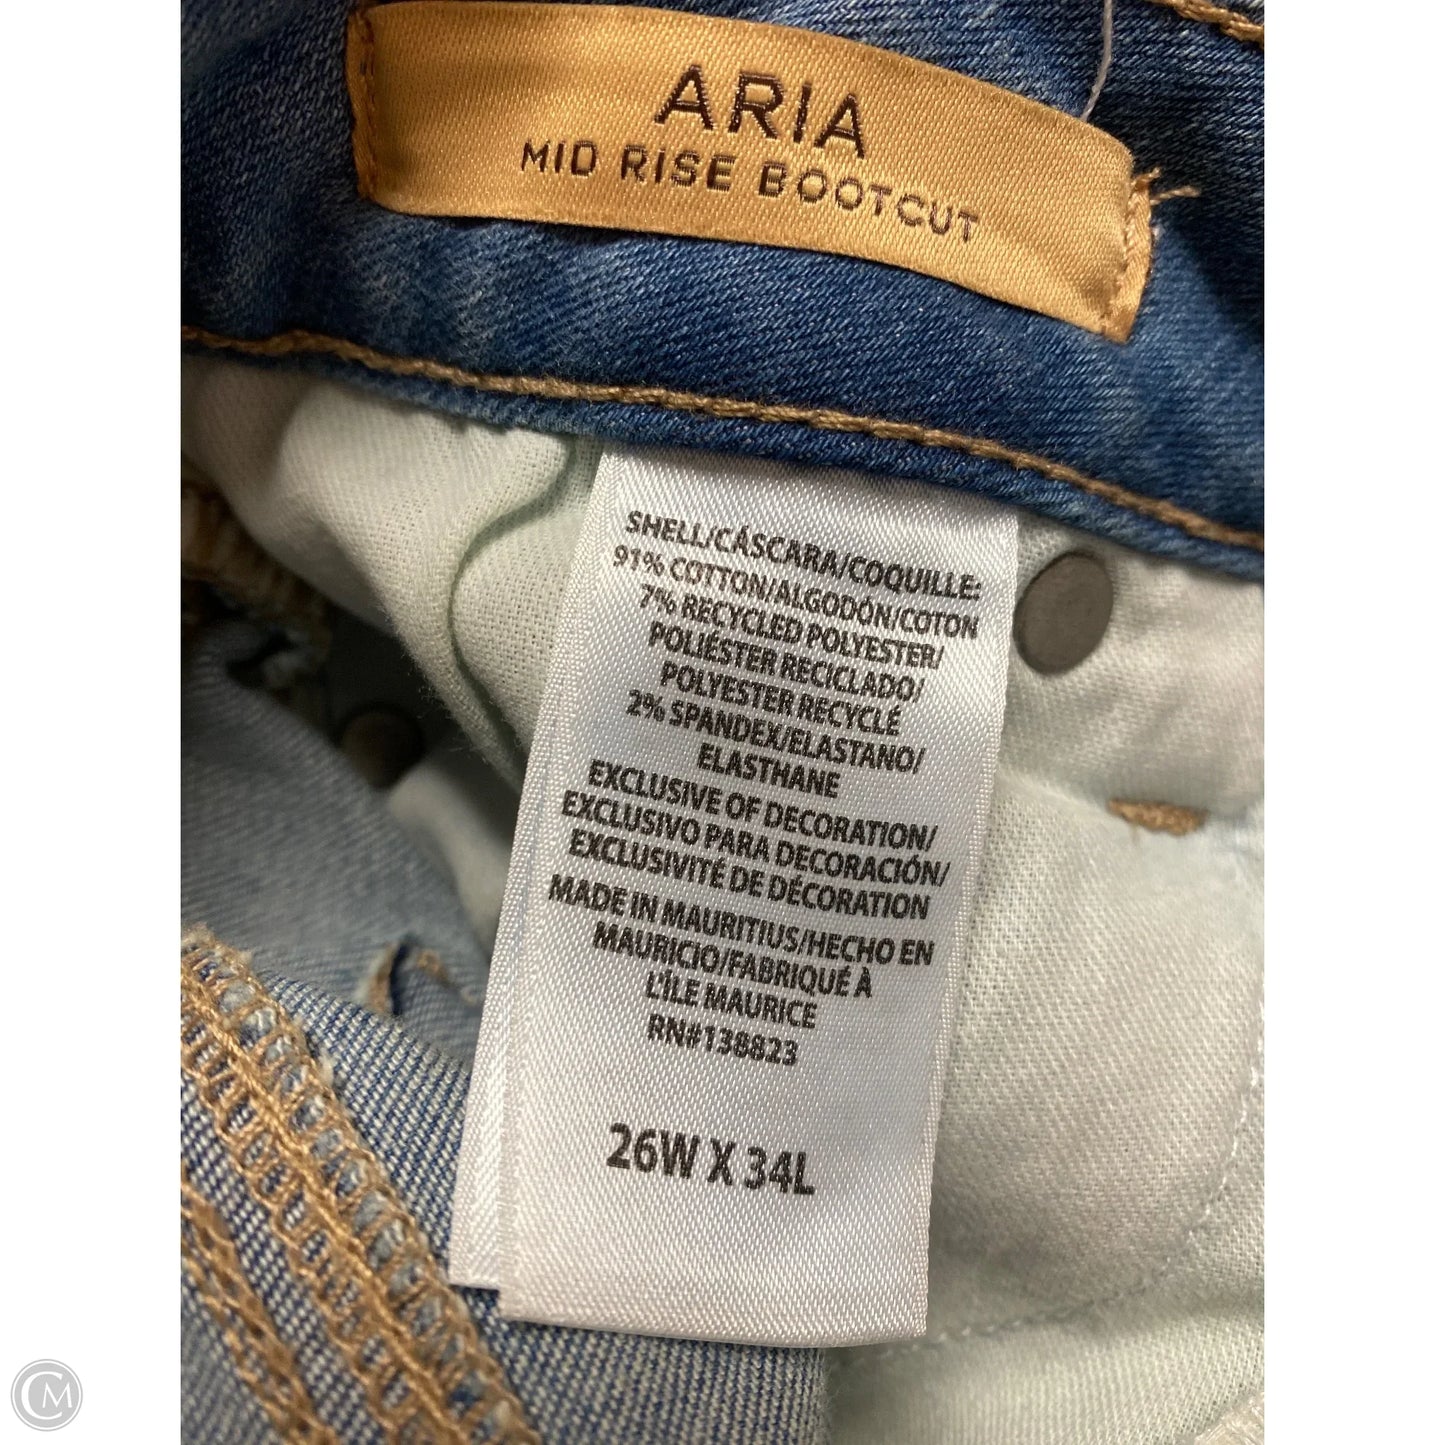 ARIA
MID RISE BOOTCUT
SHELL/CÁSCARA/COQUILLE:
91% COTTON/ALGODÓN/COTON
7% RECYCLED POLYESTER/
POLIÉSTER RECICLADO/
POLYESTER RECYCLÉ
2% SPANDEX/ELASTANO/
ELASTHANE
EXCLUSIVE OF DECORATION/
EXCLUSIVO PARA DECORACIÓN/
EXCLUSIVITÉ DE DÉCORATION
MADE IN MAURITIUS/HECHO EN
MAURICIO/FABRIQUÉ À
L'ÎLE MAURICE
RN#138823
26W X 34L
CM